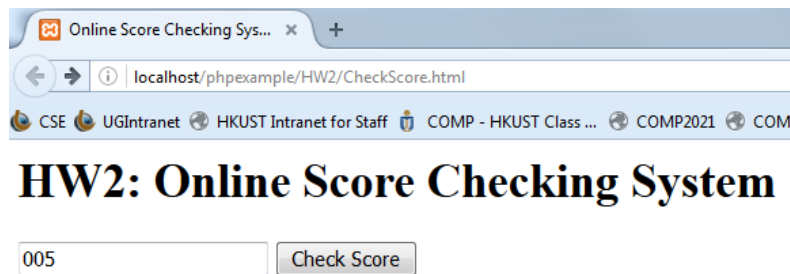 Online Score Checking Sys...
localhost/phpexample/HW2/CheckScore.html
CSE UGIntranet HKUST Intranet for Staff COMP - HKUST Class ... COMP2021 COM
HW2: Online Score Checking System
005 Check Score